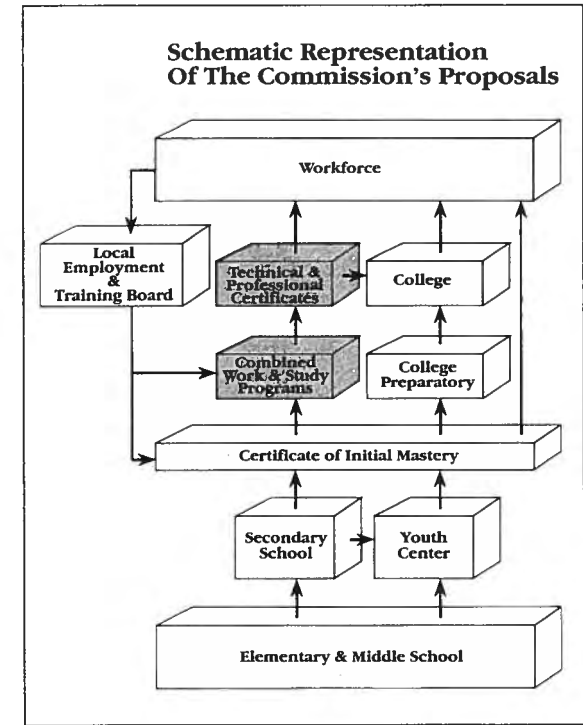 Schematic Representation
Of The Commission's Proposals
Workforce
Local
Employment
&
Training Board
Technical &
Professional
Certificates
College
Combined
Work & Study
Programs
College
Preparatory
Certificate of Initial Mastery
Secondary
School
Youth
Center
Elementary & Middle School